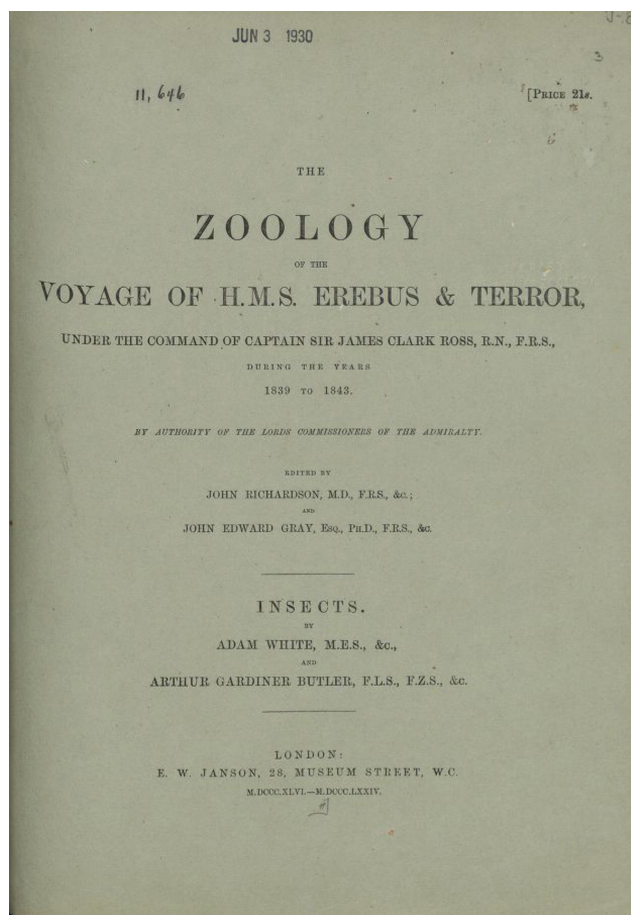 JUN 3 1930
3
11,646
[PRICE 21s.
THE
ZOOLOGY
OF THE
VOYAGE OF H.M.S. EREBUS & TERROR,
UNDER THE COMMAND OF CAPTAIN SIR JAMES CLARK ROSS, R.N., F.R.S.,
DURING THE YEARS
1839 TO 1843.
BY AUTHORITY OF THE LORDS COMMISSIONERS OF THE ADMIRALTY.
EDITED BY
JOHN RICHARDSON, M.D., F.R.S., &c.;
AND
JOHN EDWARD GRAY, ESQ., PH.D., F.R.S., &c.
INSECTS.
BY
ADAM WHITE, M.E.S., &c.,
AND
ARTHUR GARDINER BUTLER, F.L.S., F.Z.S., &c.
LONDON:
E. W. JANSON, 28, MUSEUM STREET, W.C.
M.DCCC.XLVI.—M.DCCC.LXXIV.